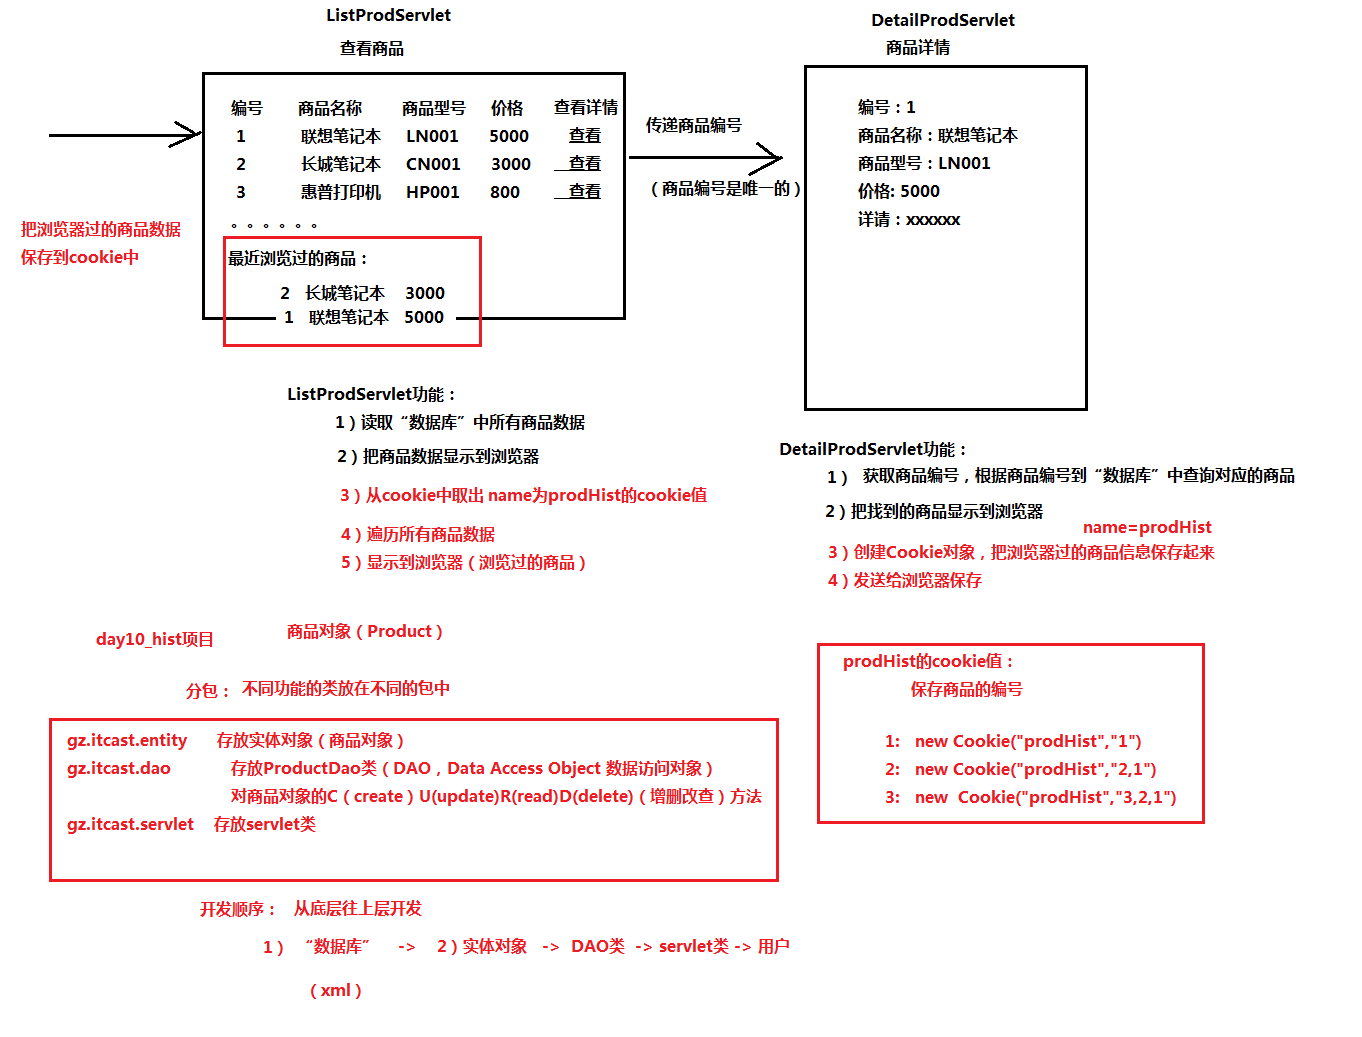 ListProdServlet
查看商品
编号 商品名称 商品型号 价格 查看详情
1 联想笔记本 LN001 5000 查看
2 长城笔记本 CN001 3000 查看
3 惠普打印机 HP001 800 查看
。。。。。。
最近浏览过的商品：
2 长城笔记本 3000
1 联想笔记本 5000
把浏览器过的商品数据
保存到cookie中
传递商品编号
（商品编号是唯一的）
DetailProdServlet
商品详情
编号：1
商品名称：联想笔记本
商品型号：LN001
价格: 5000
详请：xxxxxx
ListProdServlet功能：
1）读取“数据库”中所有商品数据
2）把商品数据显示到浏览器
3）从cookie中取出 name为prodHist的cookie值
4）遍历所有商品数据
5）显示到浏览器（浏览过的商品）
DetailProdServlet功能：
1） 获取商品编号，根据商品编号到“数据库”中查询对应的商品
2）把找到的商品显示到浏览器
name=prodHist
3）创建Cookie对象，把浏览器过的商品信息保存起来
4）发送给浏览器保存
day10_hist项目
商品对象（Product）
分包： 不同功能的类放在不同的包中
gz.itcast.entity 存放实体对象（商品对象）
gz.itcast.dao 存放ProductDao类（DAO，Data Access Object 数据访问对象）
对商品对象的C（create）U(update)R(read)D(delete)（增删改查）方法
gz.itcast.servlet 存放servlet类
prodHist的cookie值：
保存商品的编号
1: new Cookie("prodHist","1")
2: new Cookie("prodHist","2,1")
3: new Cookie("prodHist","3,2,1")
开发顺序： 从底层往上层开发
1） “数据库” -> 2）实体对象 -> DAO类 -> servlet类 -> 用户
（xml）